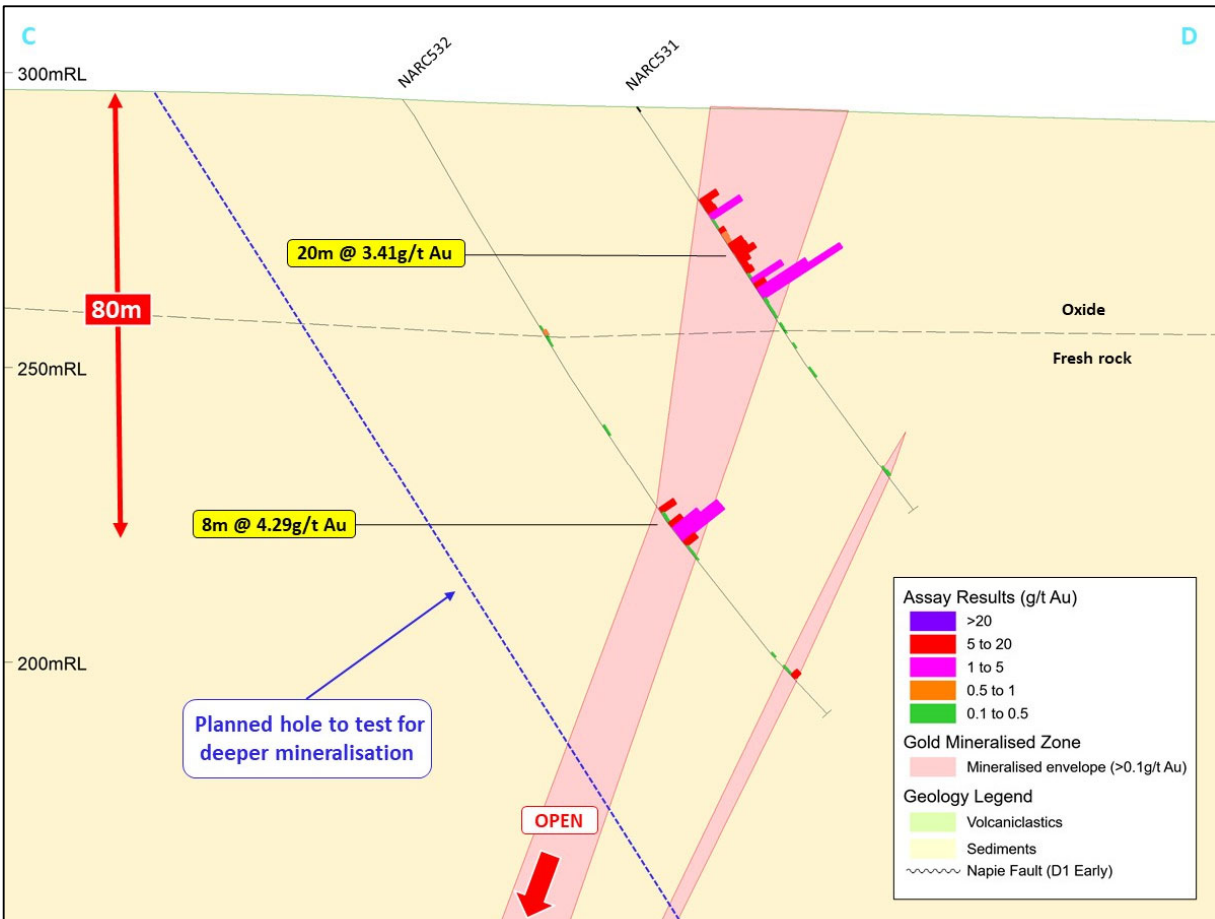 C
D
NARC532
NARC531
300mRL
20m @ 3.41g/t Au
80m
Oxide
Fresh rock
250mRL
8m @ 4.29g/t Au
200mRL
Planned hole to test for
deeper mineralisation
OPEN
Assay Results (g/t Au)
>20
5 to 20
1 to 5
0.5 to 1
0.1 to 0.5
Gold Mineralised Zone
Mineralised envelope (>0.1g/t Au)
Geology Legend
Volcaniclastics
Sediments
Napie Fault (D1 Early)